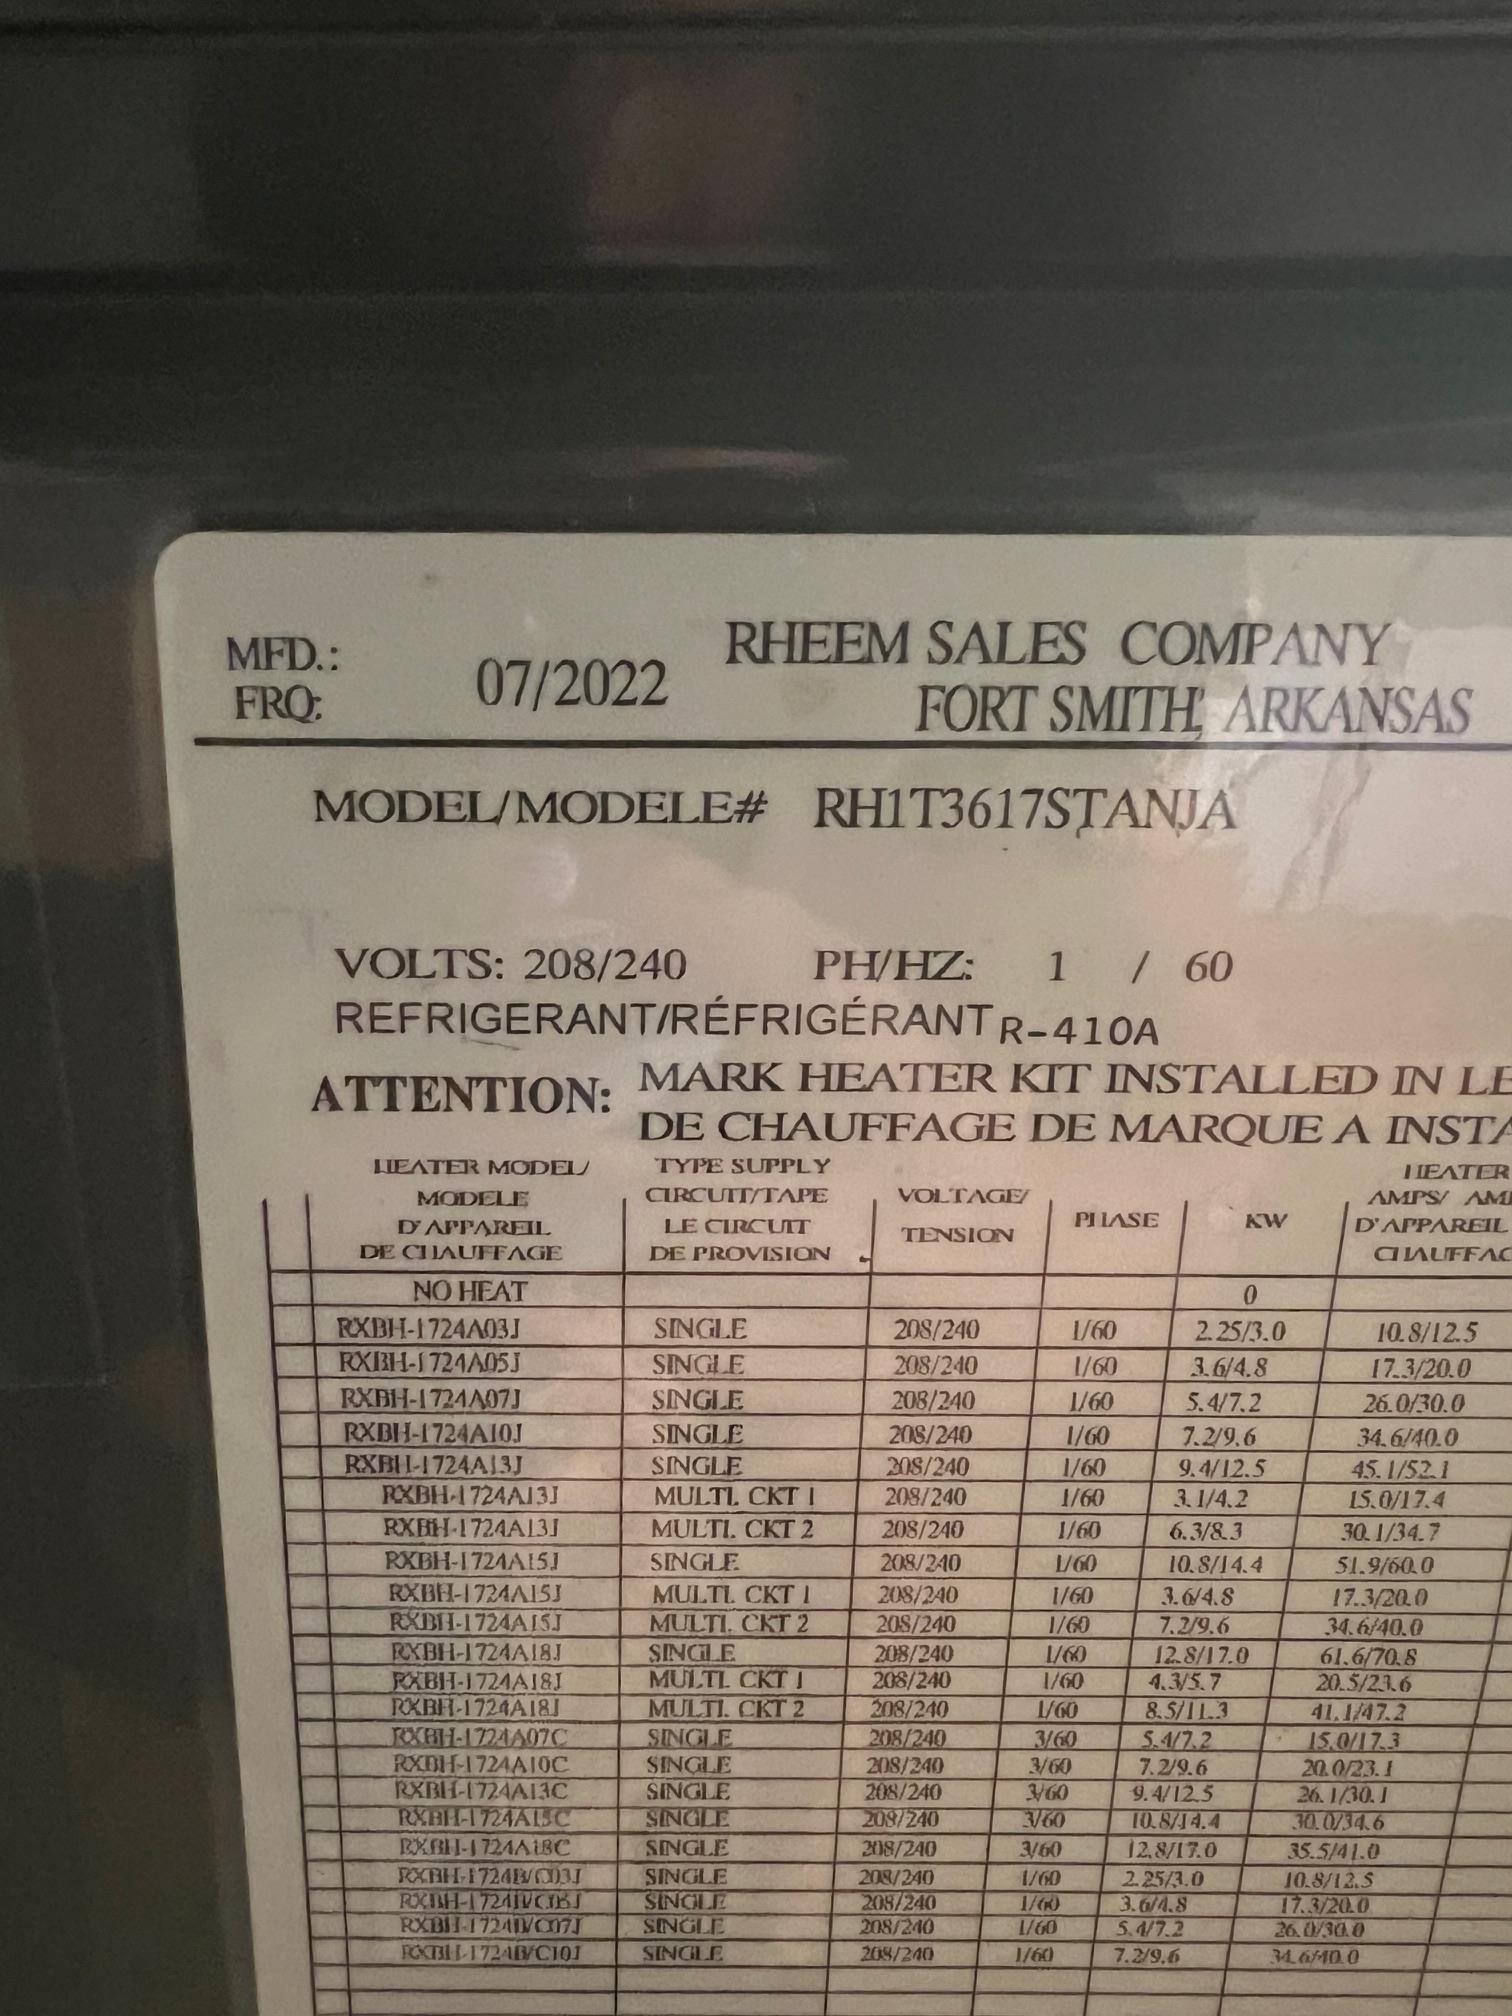 MFD.: 07/2022 RHEEM SALES COMPANY
FRQ: FORT SMITH, ARKANSAS
MODEL/MODELE# RH1T3617STANJA
VOLTS: 208/240 PH/HZ: 1 / 60
REFRIGERANT/RÉFRIGÉRANT R-410A
ATTENTION: MARK HEATER KIT INSTALLED IN LE
DE CHAUFFAGE DE MARQUE A INSTA
HEATER MODEL/ MODELE D'APPAREIL DE CHAUFFAGE
TYPE SUPPLY CIRCUIT/TAPE LE CIRCUIT DE PROVISION
VOLTAGE/ TENSION
PHASE
KW
HEATER AMPS/ AM D'APPAREIL CHAUFFAG
NO HEAT 0
RXBH-1724A03J SINGLE 208/240 1/60 2.25/3.0 10.8/12.5
RXBH-1724A05J SINGLE 208/240 1/60 3.6/4.8 17.3/20.0
RXBH-1724A07J SINGLE 208/240 1/60 5.4/7.2 26.0/30.0
RXBH-1724A10J SINGLE 208/240 1/60 7.2/9.6 34.6/40.0
RXBH-1724A13J SINGLE 208/240 1/60 9.4/12.5 45.1/52.1
RXBH-1724A13J MULTI. CKT 1 208/240 1/60 3.1/4.2 15.0/17.4
RXBH-1724A13J MULTI. CKT 2 208/240 1/60 6.3/8.3 30.1/34.7
RXBH-1724A15J SINGLE 208/240 1/60 10.8/14.4 51.9/60.0
RXBH-1724A15J MULTI. CKT 1 208/240 1/60 3.6/4.8 17.3/20.0
RXBH-1724A15J MULTI. CKT 2 208/240 1/60 7.2/9.6 34.6/40.0
RXBH-1724A18J SINGLE 208/240 1/60 12.8/17.0 61.6/70.8
RXBH-1724A18J MULTI. CKT 1 208/240 1/60 4.3/5.7 20.5/23.6
RXBH-1724A18J MULTI. CKT 2 208/240 1/60 8.5/11.3 41.1/47.2
RXBH-1724A07C SINGLE 208/240 3/60 5.4/7.2 15.0/17.3
RXBH-1724A10C SINGLE 208/240 3/60 7.2/9.6 20.0/23.1
RXBH-1724A13C SINGLE 208/240 3/60 9.4/12.5 26.1/30.1
RXBH-1724A15C SINGLE 208/240 3/60 10.8/14.4 30.0/34.6
RXBH-1724A18C SINGLE 208/240 3/60 12.8/17.0 35.5/41.0
RXBH-1724B/C03J SINGLE 208/240 1/60 2.25/3.0 10.8/12.5
RXBH-1724B/C05J SINGLE 208/240 1/60 3.6/4.8 17.3/20.0
RXBH-1724B/C07J SINGLE 208/240 1/60 5.4/7.2 26.0/30.0
RXBH-1724B/C10J SINGLE 208/240 1/60 7.2/9.6 34.6/40.0